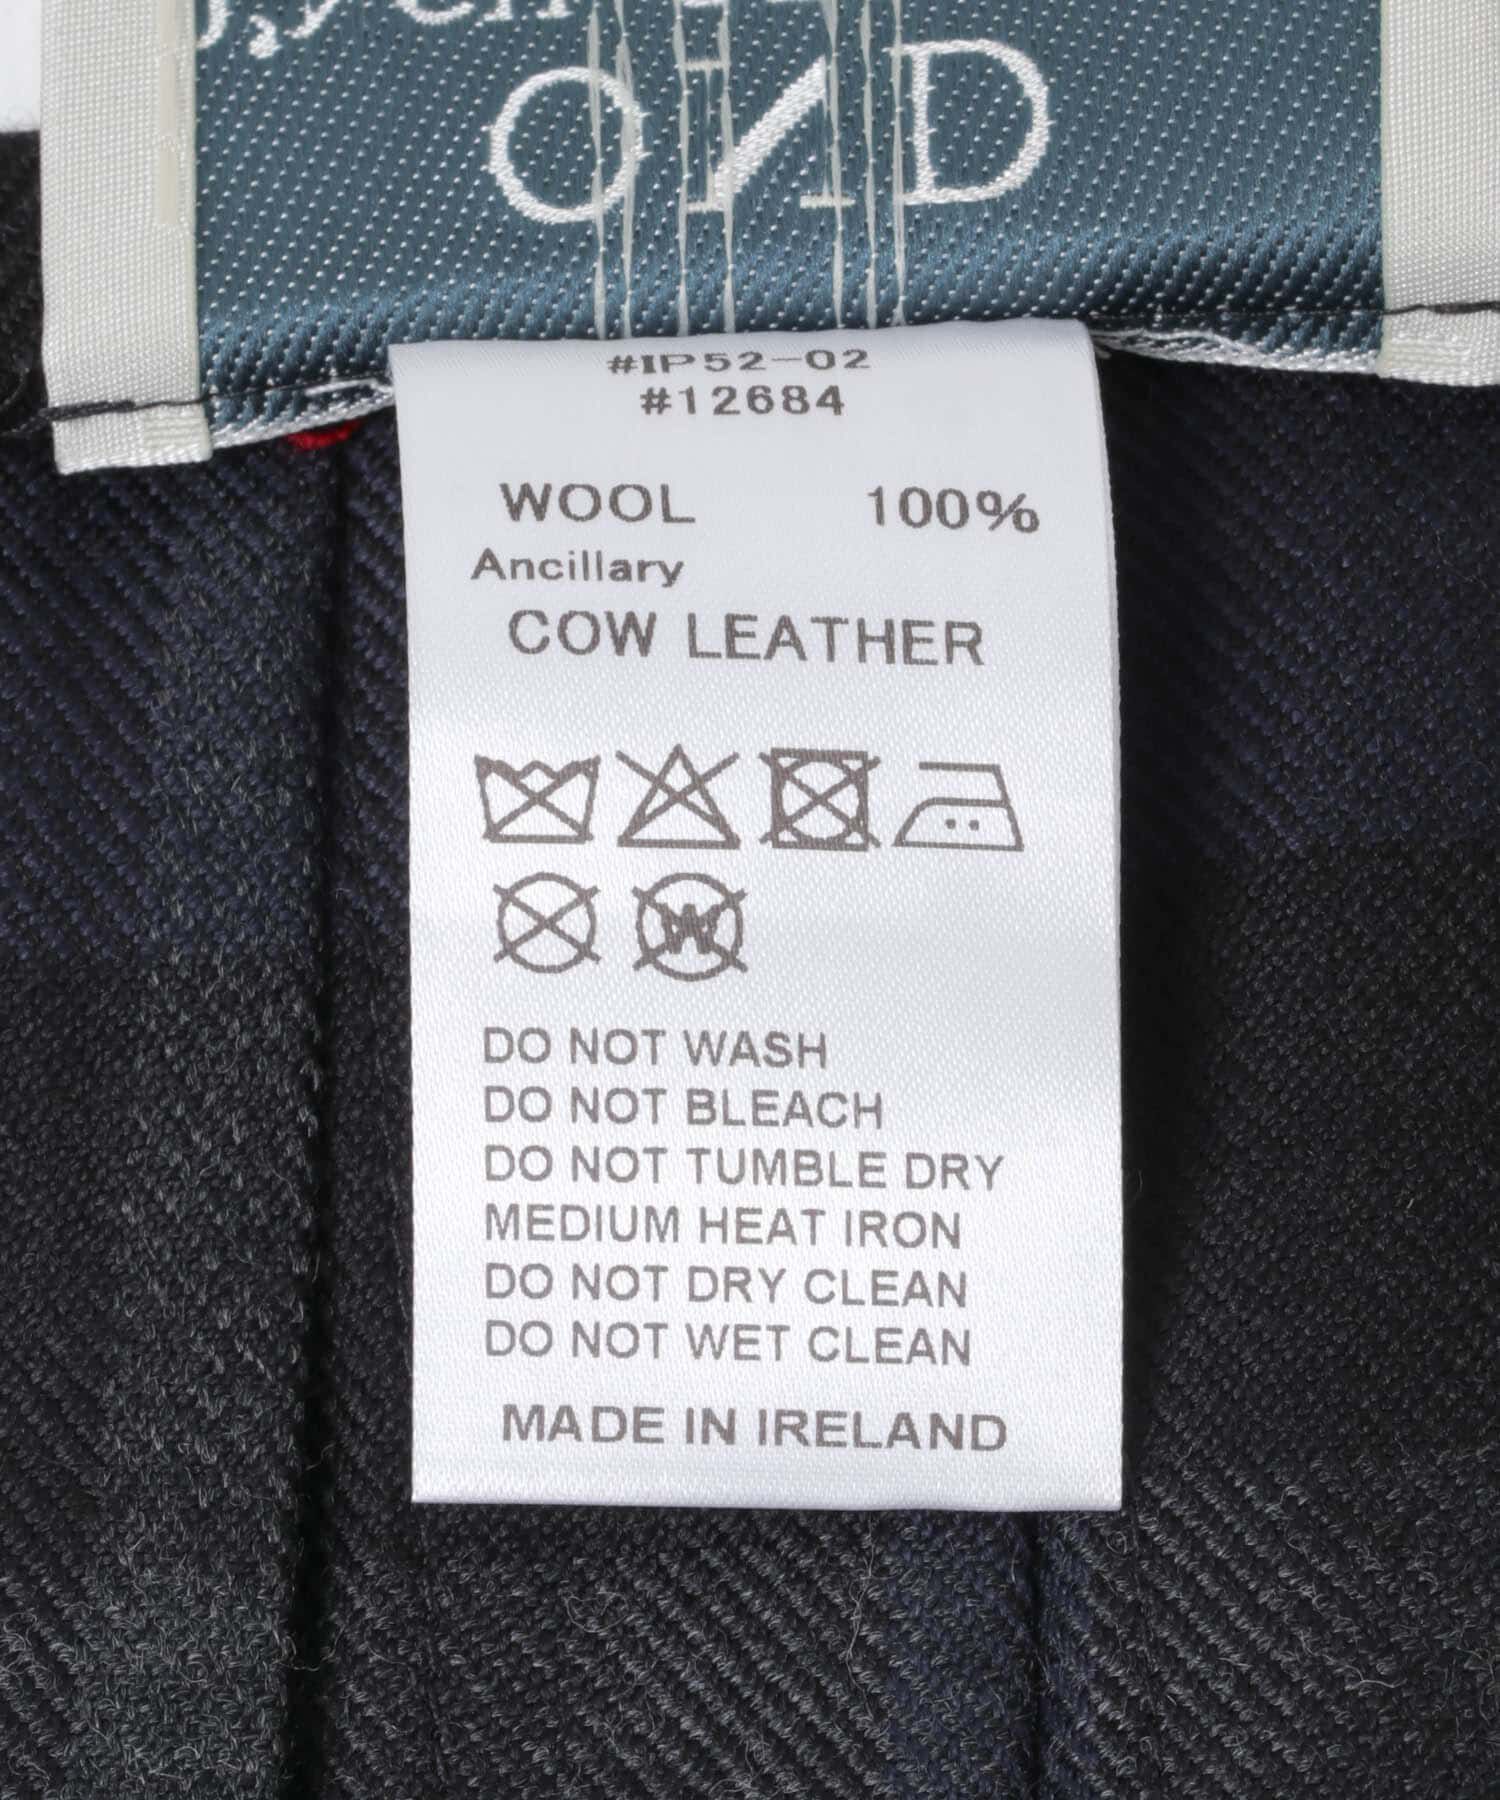 #IP52-02
#12684
WOOL 100%
Ancillary
COW LEATHER
W
DO NOT WASH
DO NOT BLEACH
DO NOT TUMBLE DRY
MEDIUM HEAT IRON
DO NOT DRY CLEAN
DO NOT WET CLEAN
MADE IN IRELAND